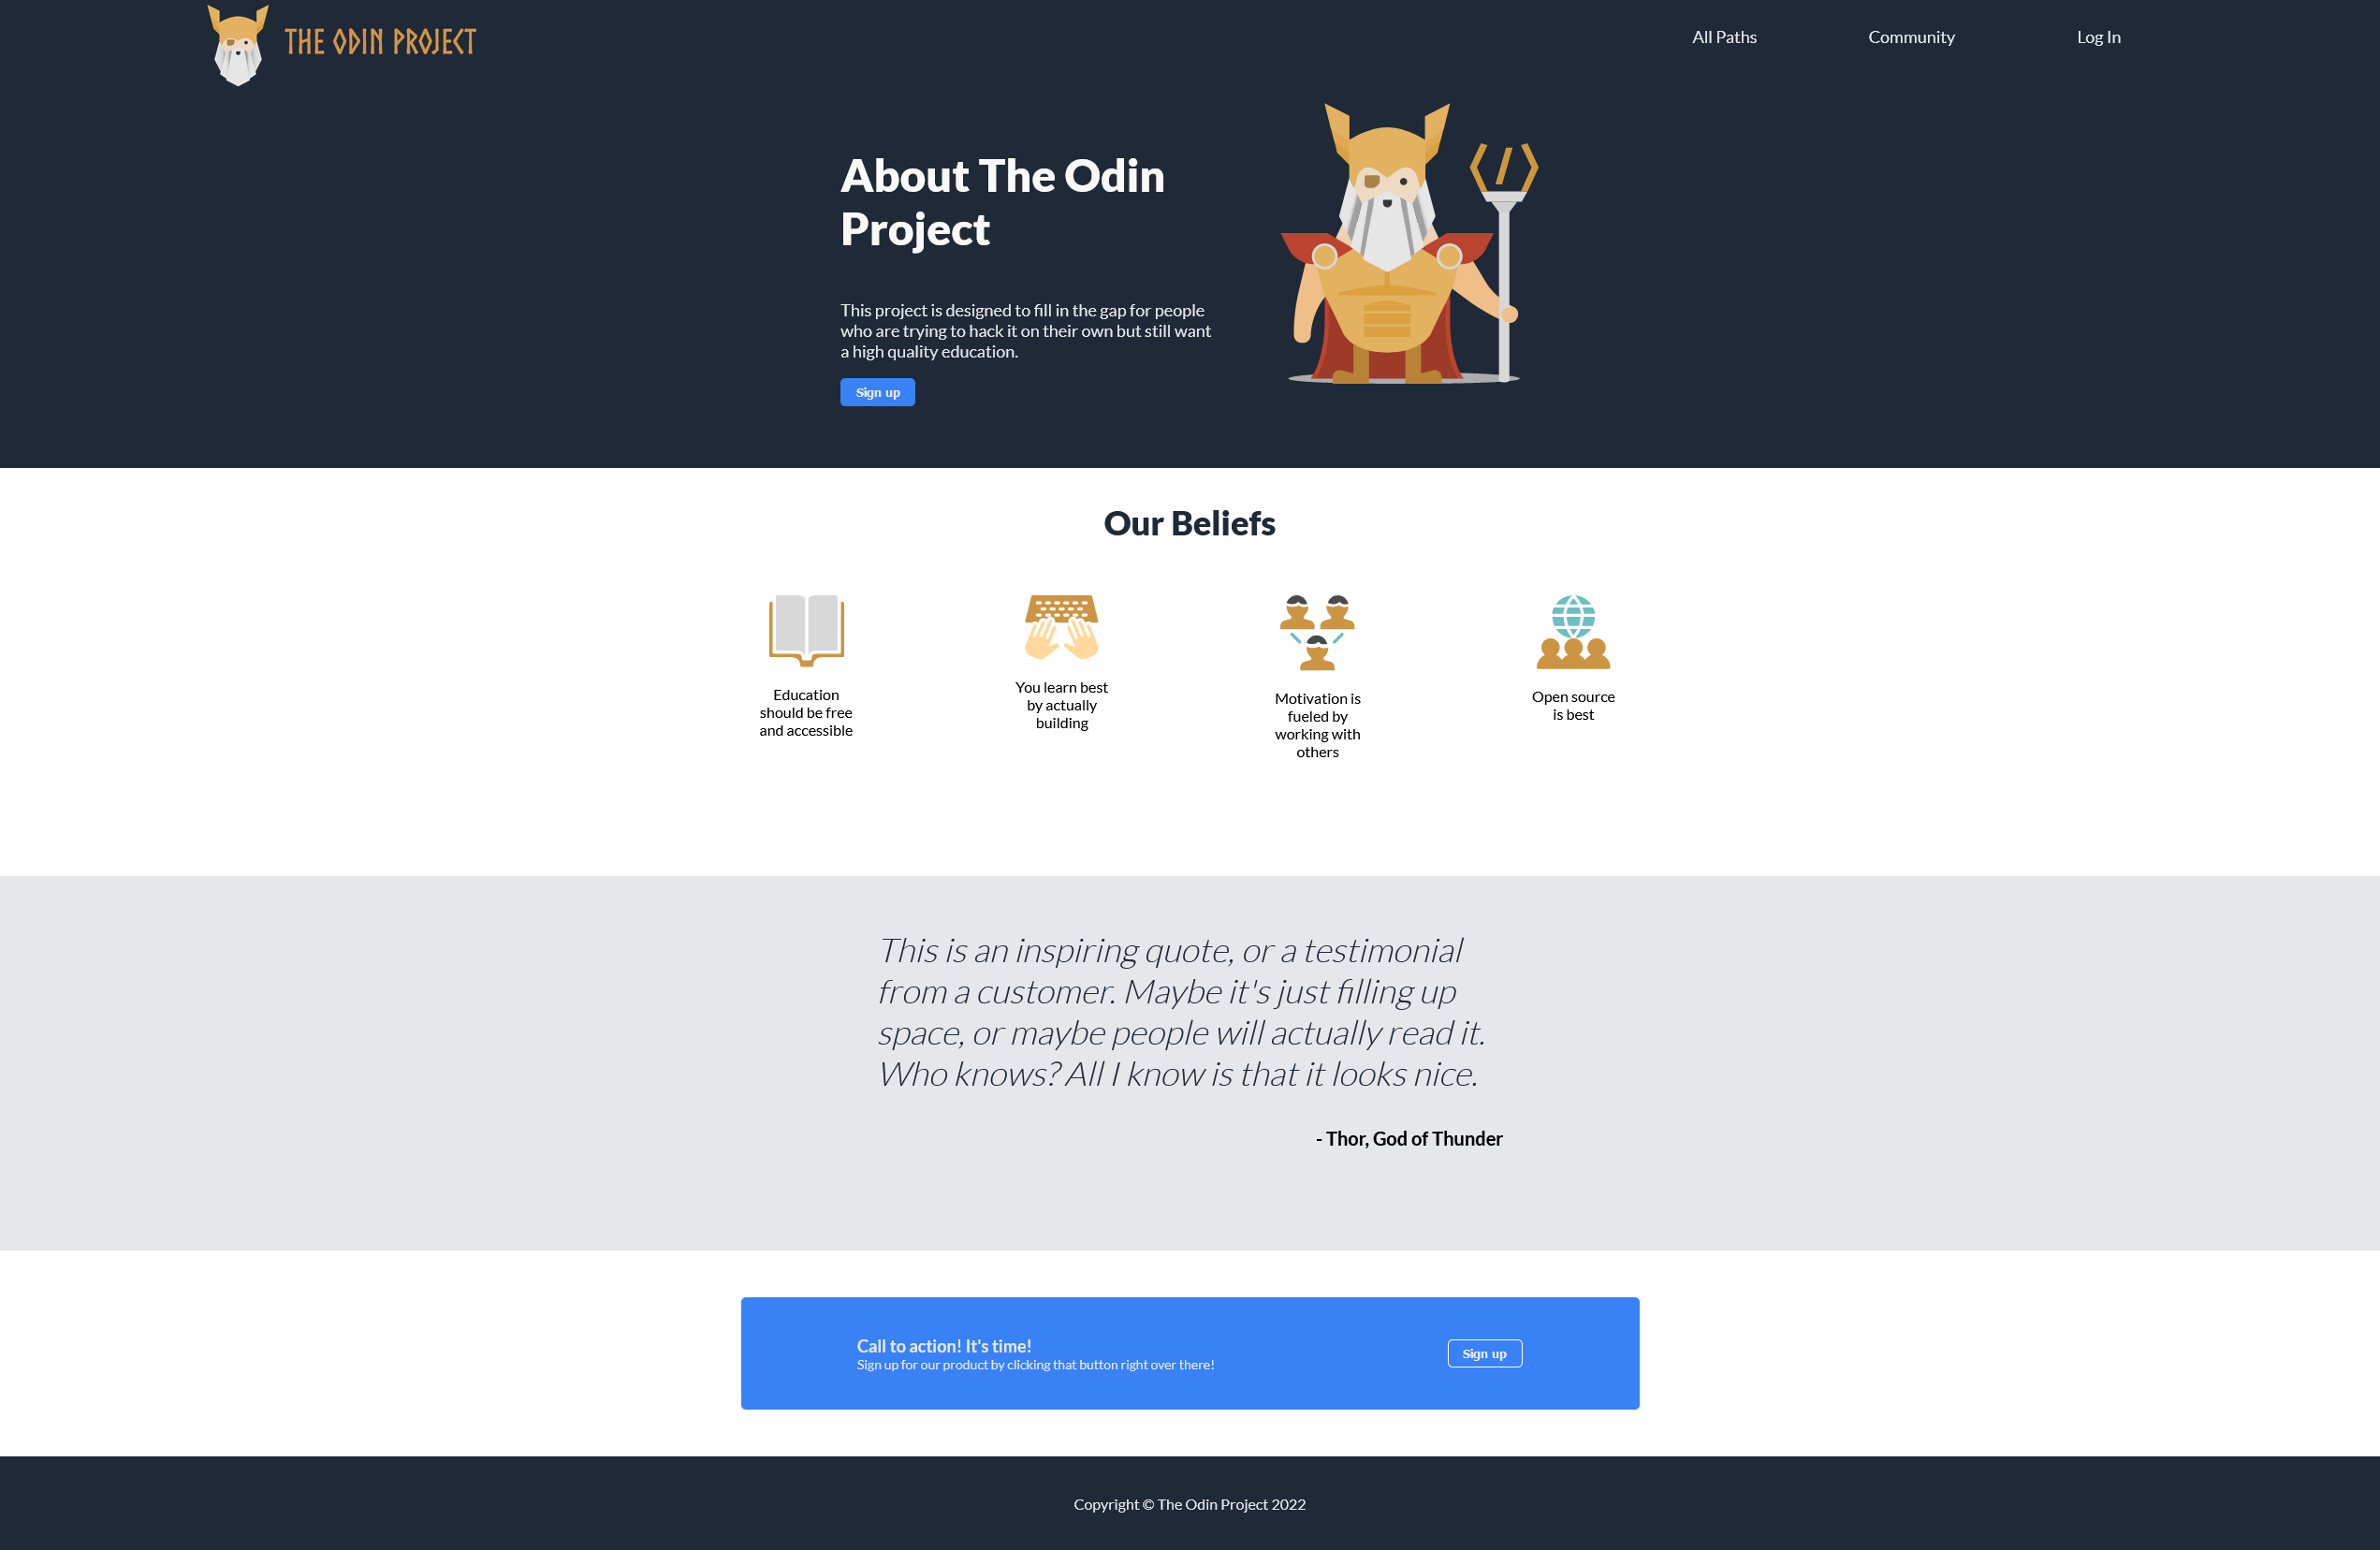 THE ODIN PROJECT
All Paths
Community
Log In
About The Odin
Project
This project is designed to fill in the gap for people
who are trying to hack it on their own but still want
a high quality education.
Sign up
Our Beliefs
Education
should be free
and accessible
You learn best
by actually
building
Motivation is
fueled by
working with
others
Open source
is best
This is an inspiring quote, or a testimonial
from a customer. Maybe it's just filling up
space, or maybe people will actually read it.
Who knows? All I know is that it looks nice.
- Thor, God of Thunder
Call to action! It's time!
Sign up for our product by clicking that button right over there!
Sign up
Copyright © The Odin Project 2022